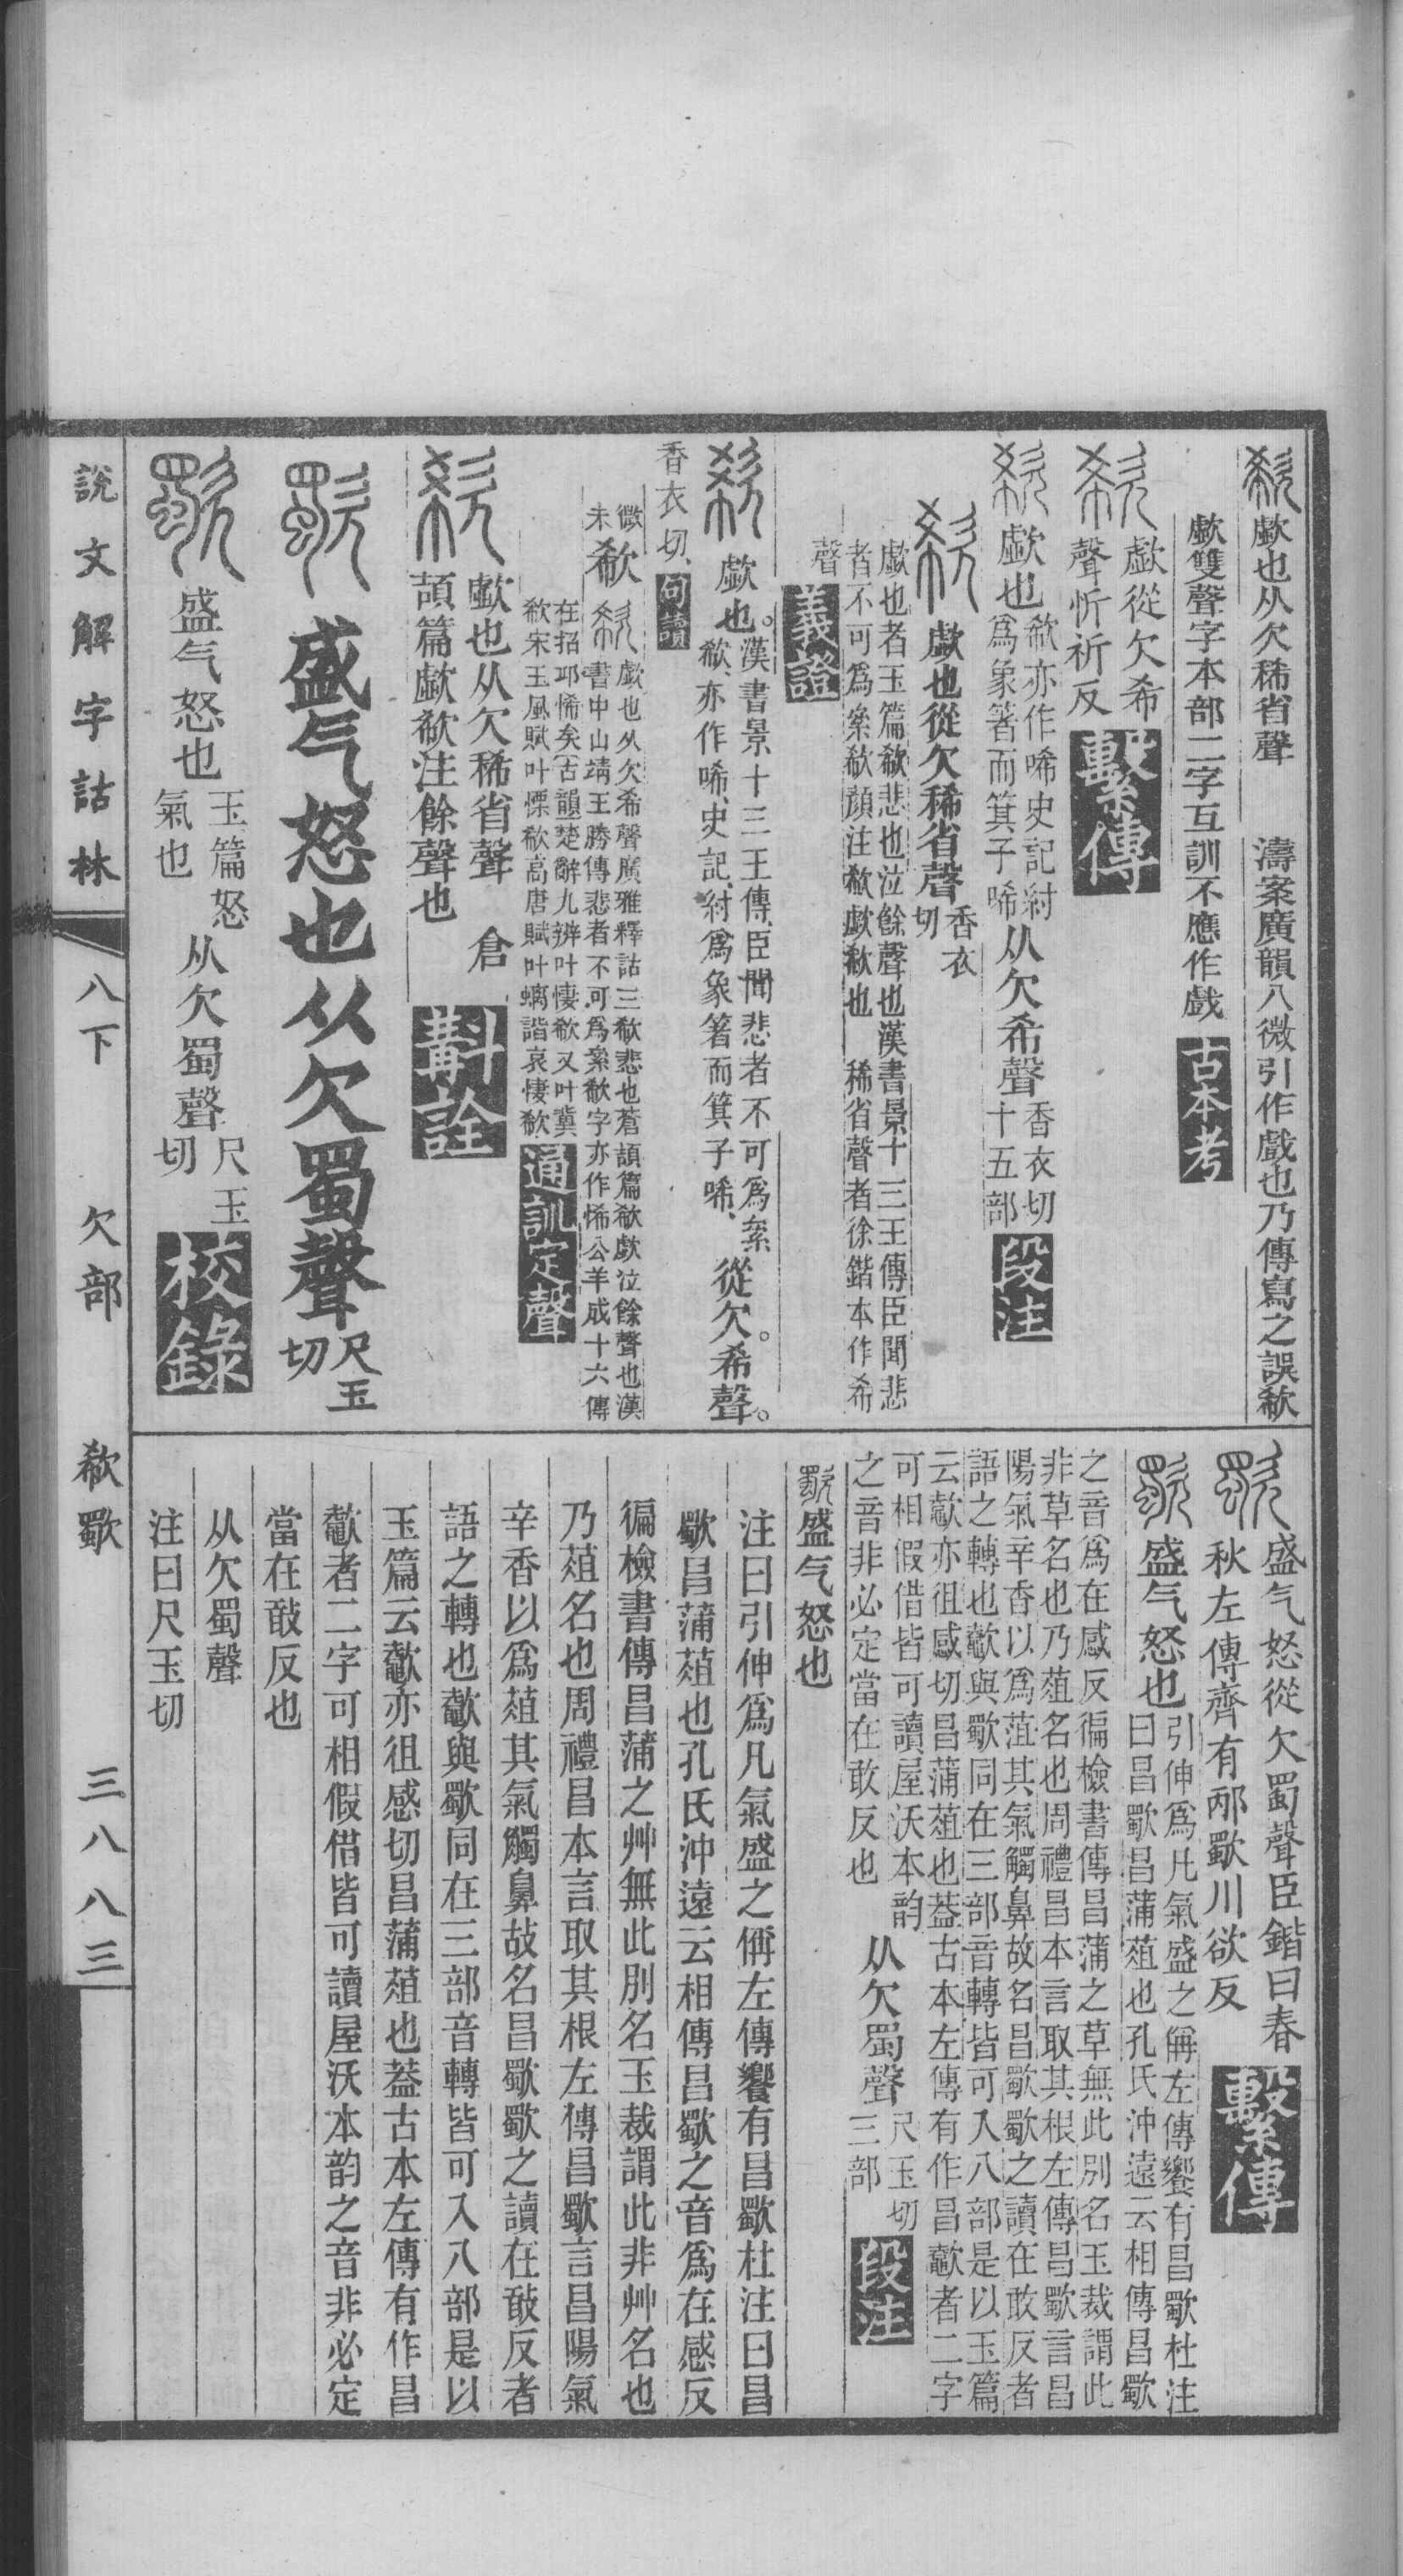 欷歔也从欠稀省聲　濤案廣韻八微引作戲也乃傳寫之誤欷
歔雙聲字本部二字互訓不應作戲　古本考
欷歔從欠希
聲忻祈反　繫傳
欷歔也欷亦作唏史記紂
爲象箸而箕子唏从欠希聲香衣切
十五部　段注
欷歔也從欠稀省聲香衣
切
歔也者玉篇欷悲也泣餘聲也漢書景十三王傳臣聞悲
者不可爲絫欷顔注欷歔欷也　稀省聲者徐鍇本作希
聲　義證
欷歔也。漢書景十三王傳、臣聞悲者不可爲絫
欷、亦作唏、史記、紂爲象箸而箕子唏、從欠。希聲。
香衣切、句讀
微
未　欷　欷歔也从欠希聲廣雅釋詁三欷悲也蒼頡篇欷歔泣餘聲也漢
書中山靖王勝傳悲者不可爲絫欷字亦作悕公羊成十六傳
在招邱悕矣古韻楚辭九辨叶悽欷又叶冀
欷宋玉風賦叶慄欷高唐賦叶螭諧哀悽欷　通訓定聲
欷歔也从欠稀省聲　倉
頡篇歔欷注餘聲也　斠詮
歜盛气怒也从欠蜀聲尺玉
切
歜盛气怒也玉篇怒
氣也从欠蜀聲尺玉
切　校錄
歜盛气怒從欠蜀聲臣鍇曰春
秋左傳齊有邴歜川欲反　繫傳
歜盛气怒也引伸爲凡氣盛之偁左傳饗有昌歜杜注
曰昌歜昌蒲葅也孔氏沖遠云相傳昌歜
之音爲在感反徧檢書傳昌蒲之草無此別名玉裁謂此
非草名也乃葅名也周禮昌本言取其根左傳昌歜言昌
陽氣辛香以爲菹其氣觸鼻故名昌歜歜之讀在敢反者
語之轉也歜與歜同在三部音轉皆可入八部是以玉篇
云歜亦徂感切昌蒲葅也葢古本左傳有作昌歜者二字
可相假借皆可讀屋沃本韵
之音非必定當在敢反也从欠蜀聲尺玉切
三部　段注
歜盛气怒也
注曰引伸爲凡氣盛之偁左傳饗有昌歜杜注曰昌
歜昌蒲葅也孔氏沖遠云相傳昌歜之音爲在感反
徧檢書傳昌蒲之艸無此別名玉裁謂此非艸名也
乃葅名也周禮昌本言取其根左傳昌歜言昌陽氣
辛香以爲葅其氣觸鼻故名昌歜歜之讀在敢反者
語之轉也歜與歜同在三部音轉皆可入八部是以
玉篇云歜亦徂感切昌蒲葅也葢古本左傳有作昌
歜者二字可相假借皆可讀屋沃本韵之音非必定
當在敢反也
从欠蜀聲
注曰尺玉切
說文解字詁林　八下　欠部　欷歜　三八八三